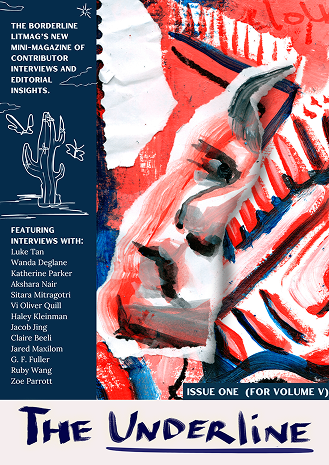 THE BORDERLINE
LITMAG'S NEW
MINI-MAGAZINE OF
CONTRIBUTOR
INTERVIEWS AND
EDITORIAL
INSIGHTS.
FEATURING
INTERVIEWS WITH:
Luke Tan
Wanda Deglane
Katherine Parker
Akshara Nair
Sitara Mitragotri
Vi Oliver Quill
Haley Kleinman
Jacob Jing
Claire Beeli
Jared Maxilom
G. F. Fuller
Ruby Wang
Zoe Parrott
ISSUE ONE (FOR VOLUME V)
THE UNDERLINE